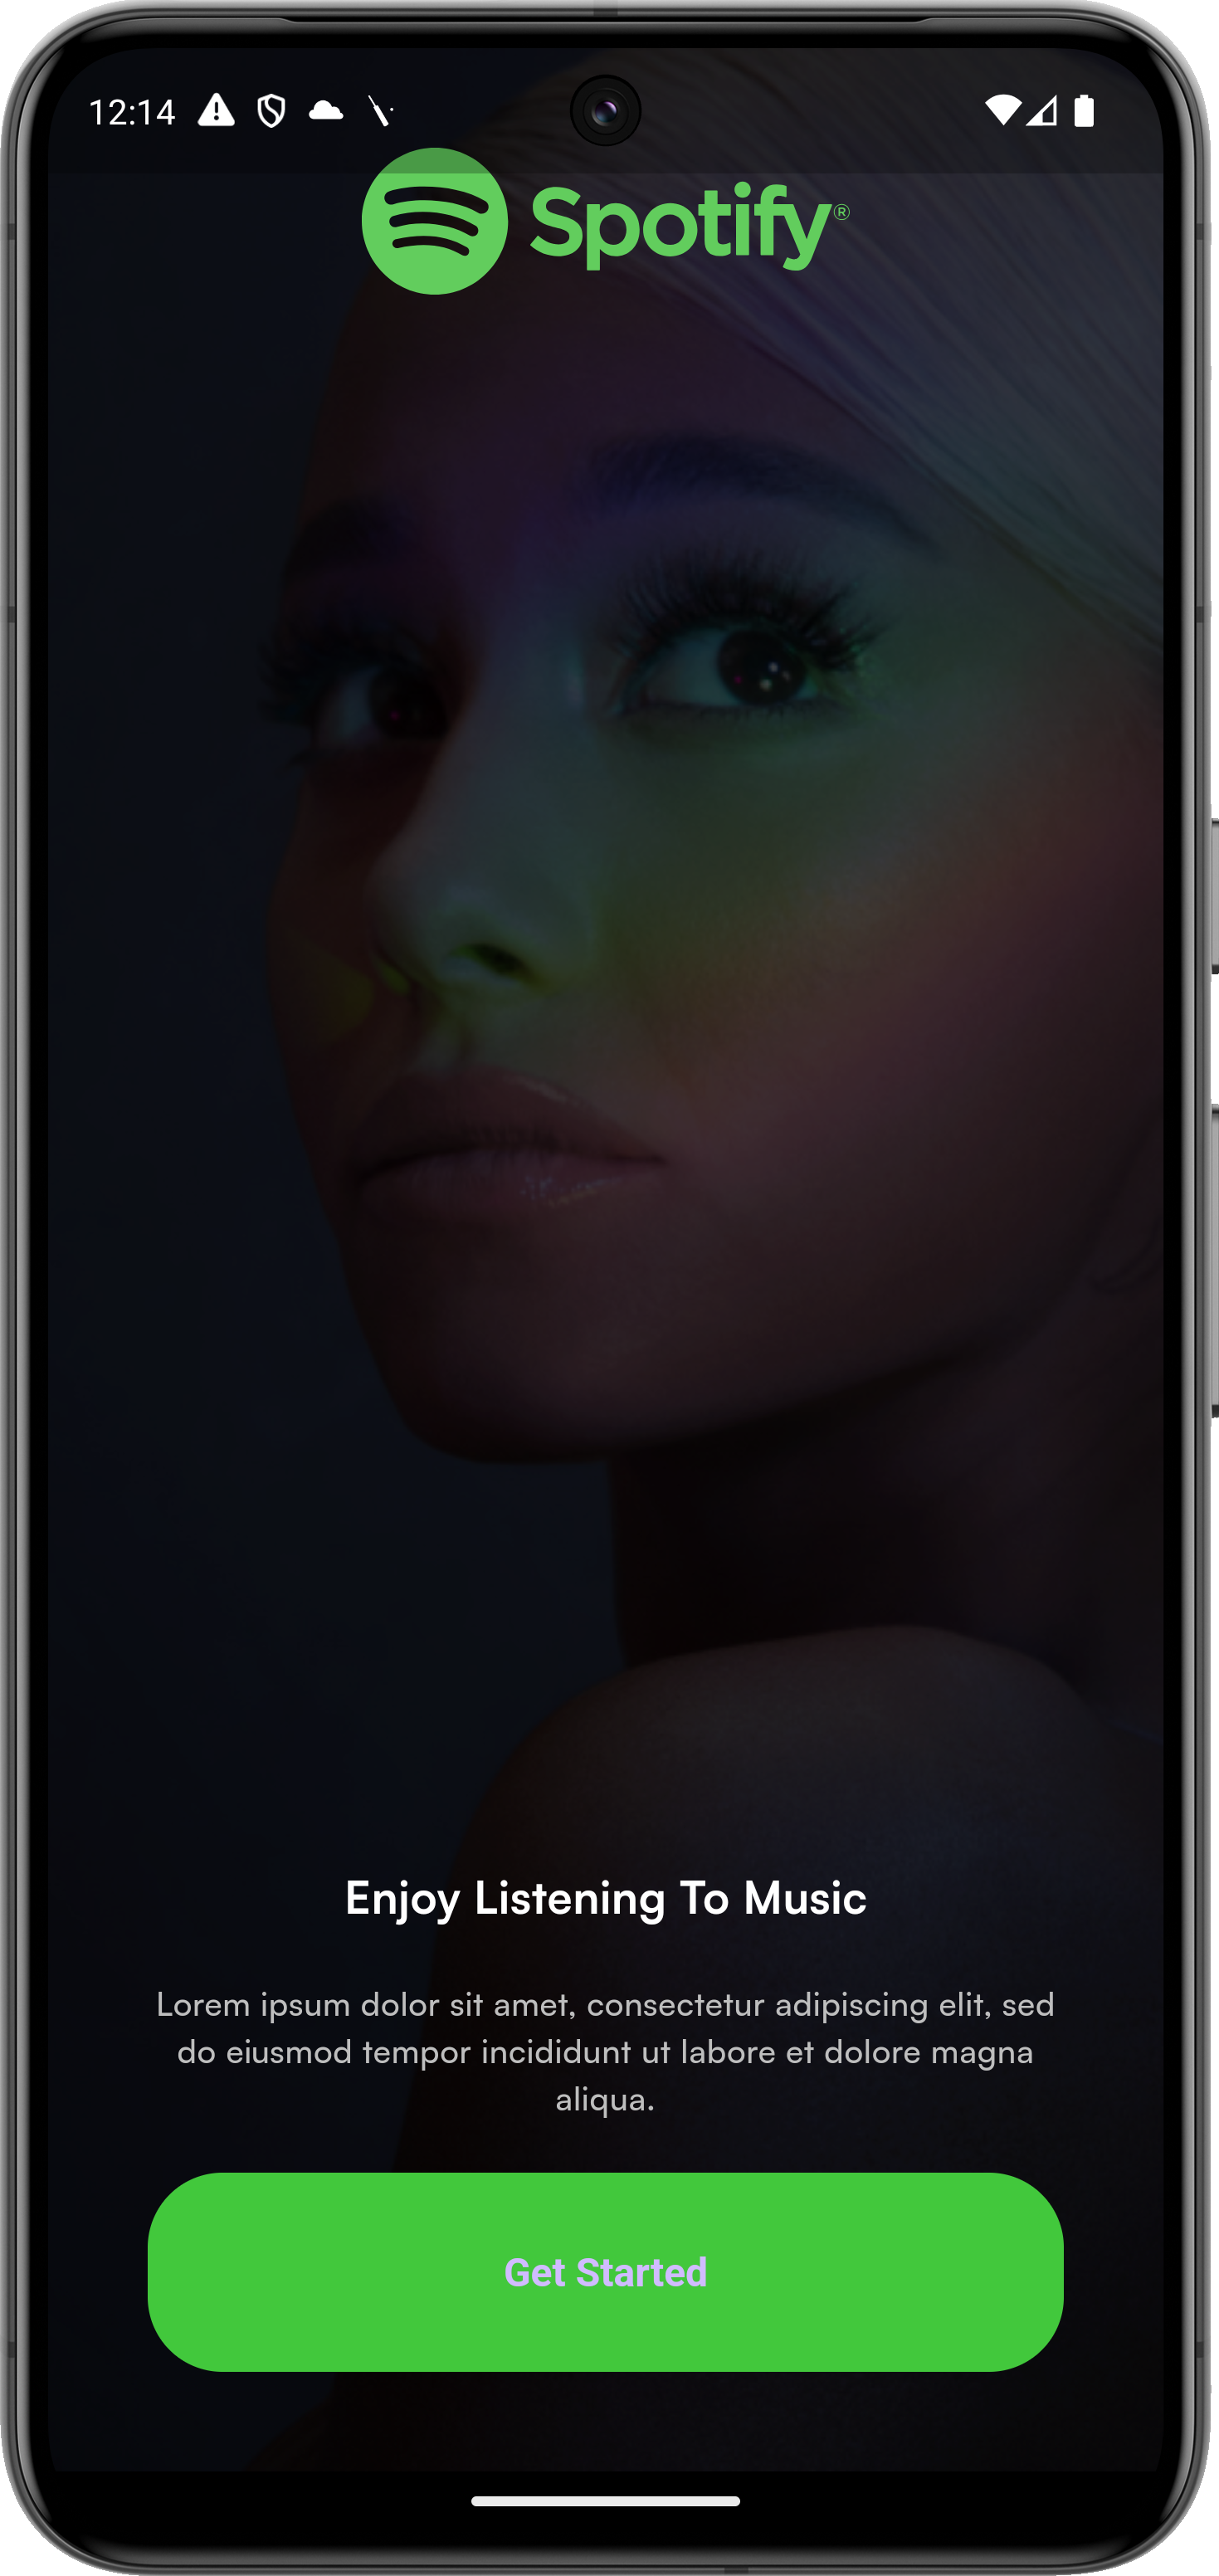 12:14
Spotify®
Enjoy Listening To Music
Lorem ipsum dolor sit amet, consectetur adipiscing elit, sed
do eiusmod tempor incididunt ut labore et dolore magna
aliqua.
Get Started